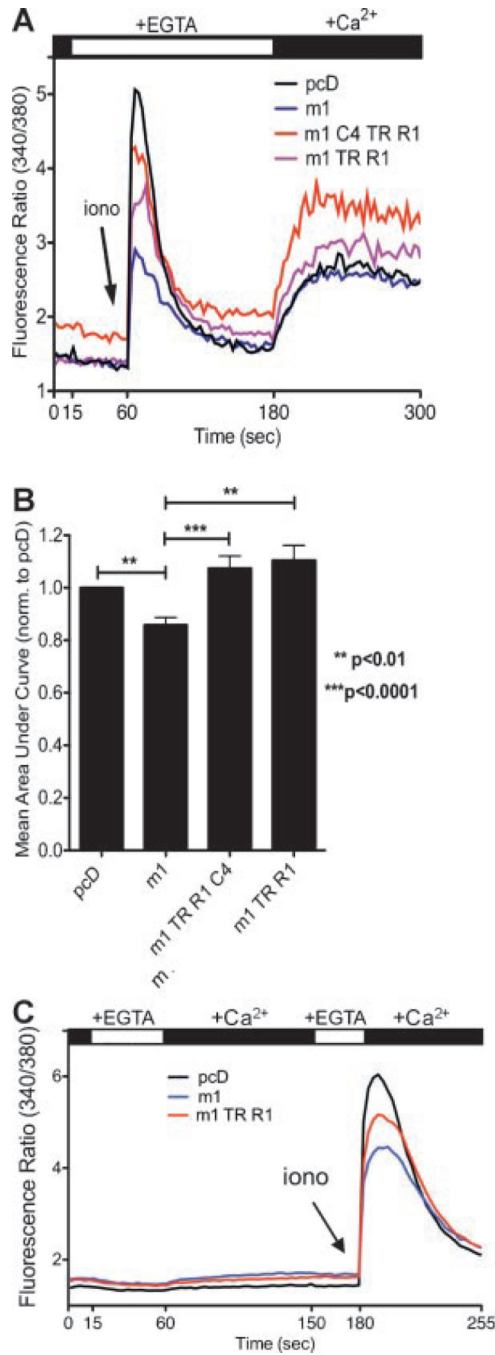 A
+EGTA +Ca²⁺
Fluorescence Ratio (340/380)
5
4
3
2
1
pcD
m1
m1 C4 TR R1
m1 TR R1
iono
0 15 60 180 300
Time (sec)
B
Mean Area Under Curve (norm. to pcD)
1.2
1.0
0.8
0.6
0.4
0.2
0.0
** *** **
** p<0.01
***p<0.0001
pcD
m1
m1 TR R1 C4
m1 TR R1
m .
C
+EGTA +Ca²⁺ +EGTA +Ca²⁺
Fluorescence Ratio (340/380)
6
4
2
pcD
m1
m1 TR R1
iono
0 15 60 150 180 255
Time (sec)